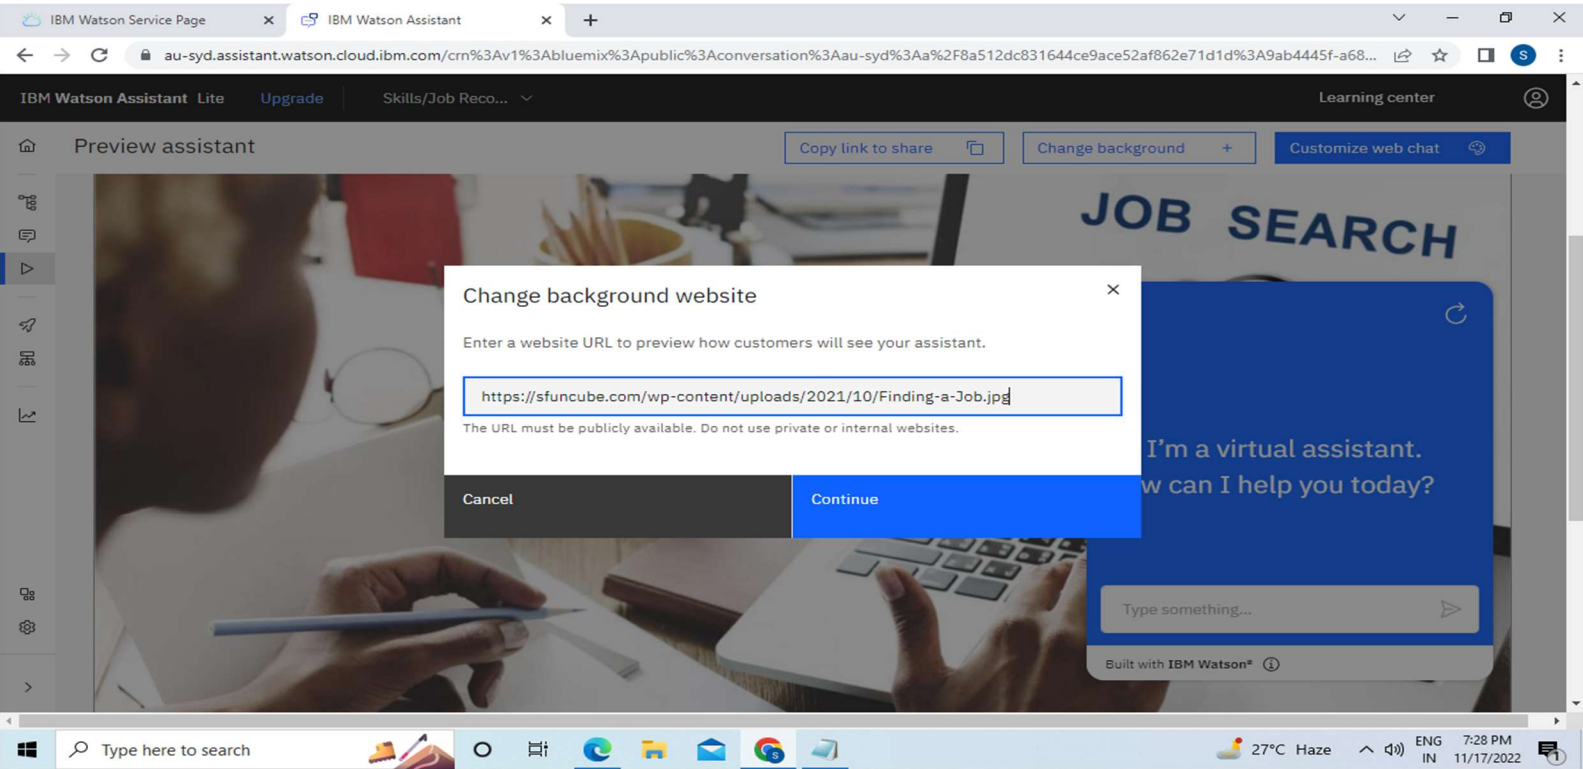 IBM Watson Service Page
IBM Watson Assistant
au-syd.assistant.watson.cloud.ibm.com/crn%3Av1%3Abluemix%3Apublic%3Aconversation%3Aau-syd%3Aa%2F8a512dc831644ce9ace52af862e71d1d%3A9ab4445f-a68...
S
IBM Watson Assistant Lite Upgrade Skills/Job Reco... Learning center
Preview assistant Copy link to share Change background + Customize web chat
JOB SEARCH
Change background website
Enter a website URL to preview how customers will see your assistant.
https://sfuncube.com/wp-content/uploads/2021/10/Finding-a-Job.jpg
The URL must be publicly available. Do not use private or internal websites.
Cancel Continue
I'm a virtual assistant.
w can I help you today?
Type something...
Built with IBM Watson®
Type here to search
27°C Haze
ENG
IN
7:28 PM
11/17/2022
1